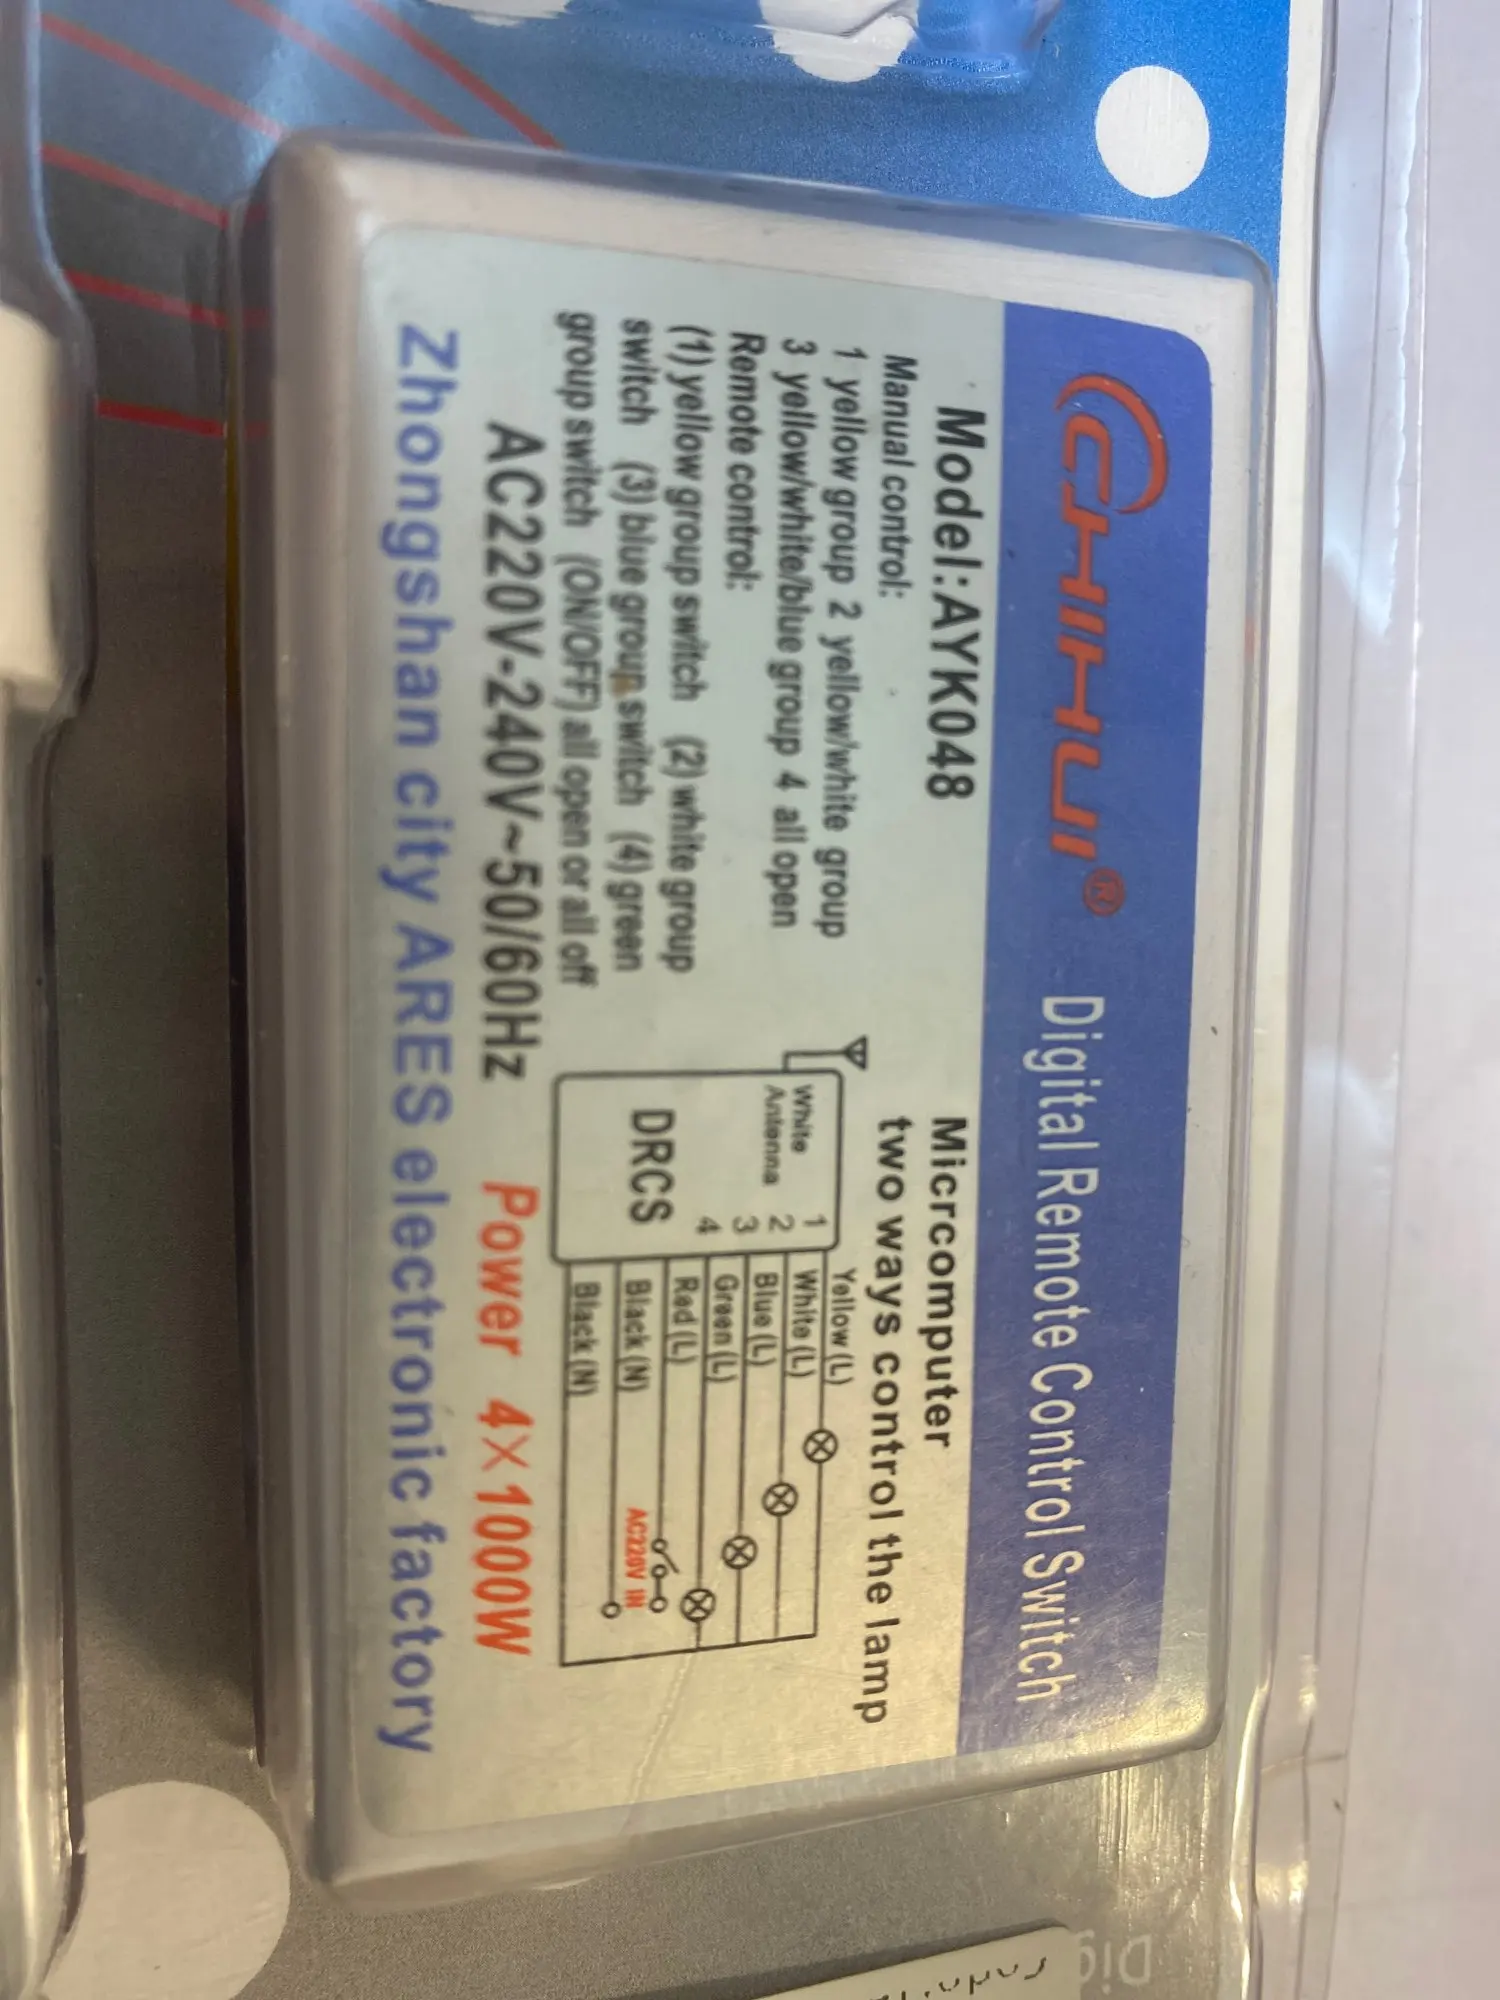 CHIHUI® Digital Remote Control Switch
Model:AYK048
Microcomputer
two ways control the lamp
Manual control:
1 yellow group 2 yellow/white group
3 yellow/white/blue group 4 all open
Remote control:
(1) yellow group switch (2) white group
switch (3) blue group switch (4) green
group switch (ON/OFF) all open or all off
White
Antenna
DRCS
1
2
3
4
Yellow (L)
White (L)
Blue (L)
Green (L)
Red (L)
Black (N)
Black (N)
AC220V IN
AC220V-240V~50/60Hz Power 4×1000W
Zhongshan city ARES electronic factory